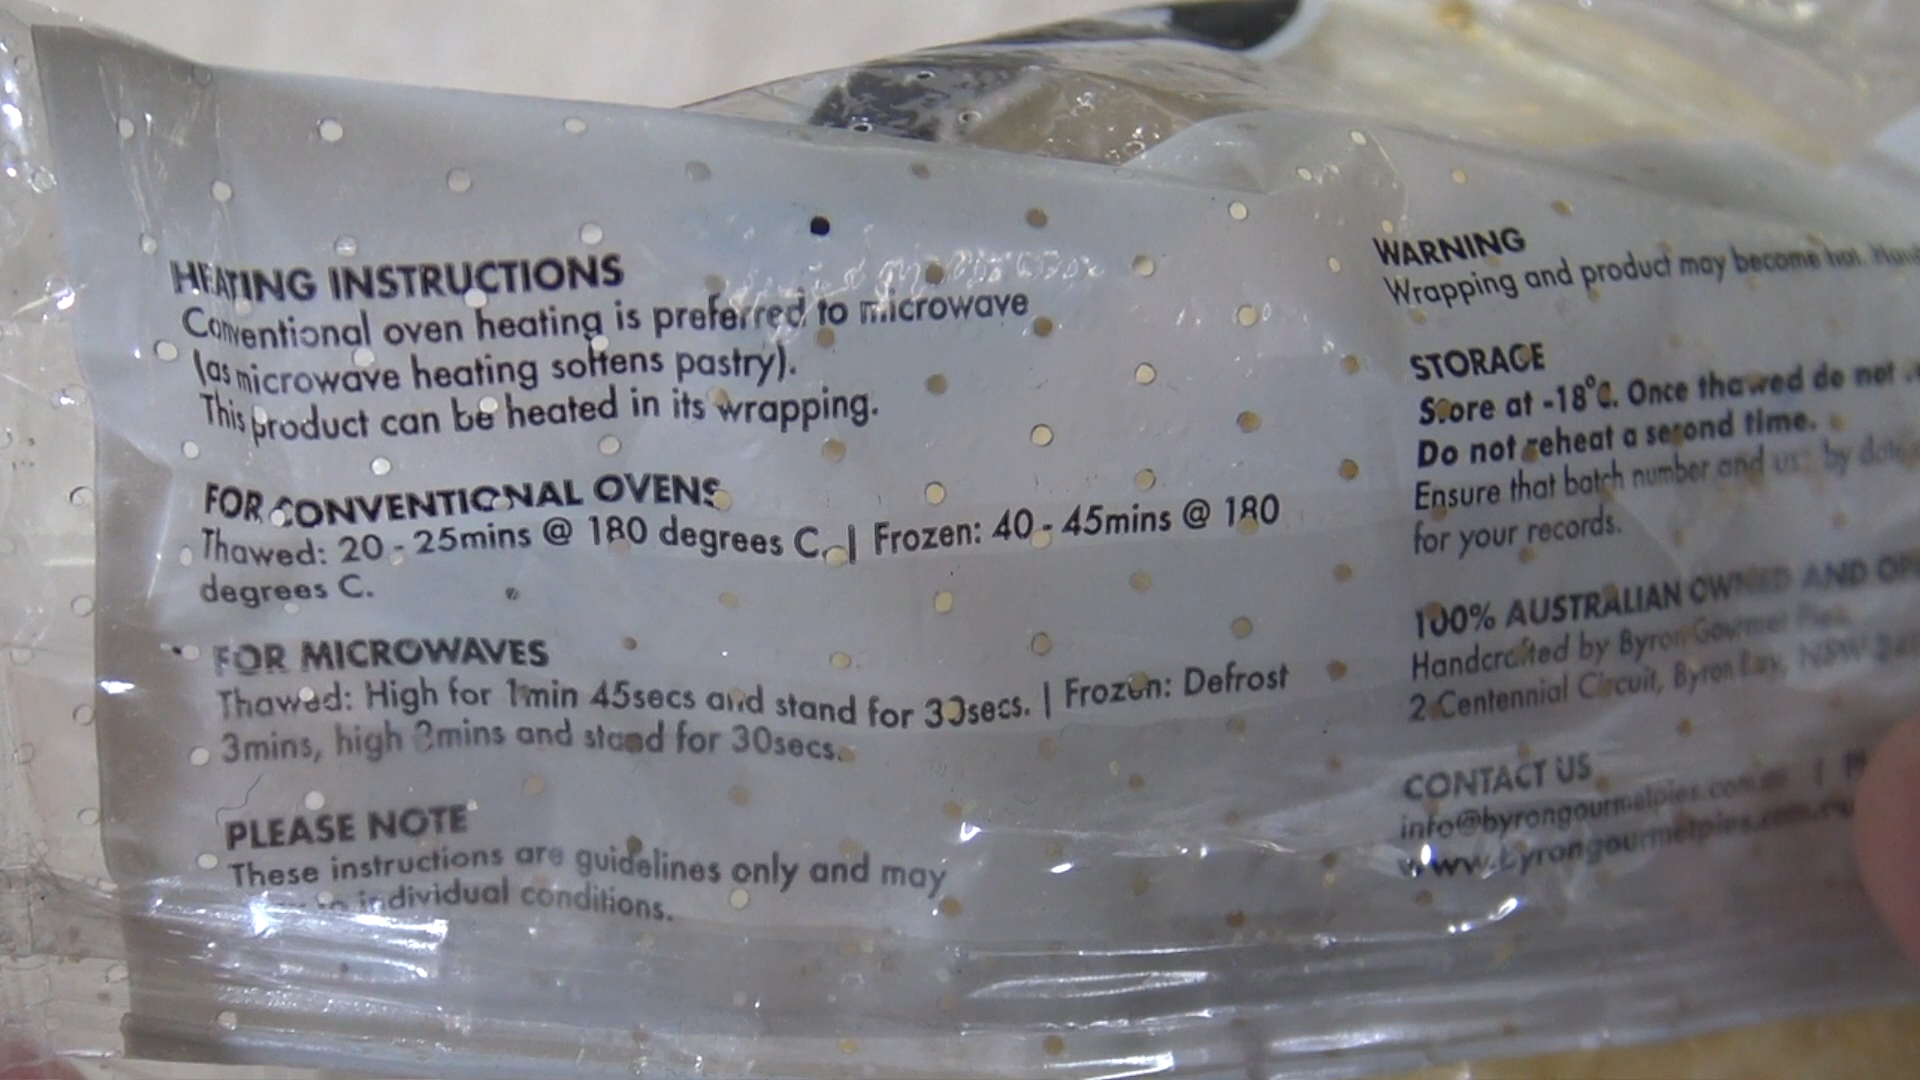 HEATING INSTRUCTIONS
Conventional oven heating is preferred to microwave
(as microwave heating softens pastry).
This product can be heated in its wrapping.
FOR CONVENTIONAL OVENS
Thawed: 20 - 25mins @ 180 degrees C. | Frozen: 40 - 45mins @ 180
degrees C.
FOR MICROWAVES
Thawed: High for 1min 45secs and stand for 30secs. | Frozen: Defrost
3mins, high mins and stand for 30secs.
PLEASE NOTE
These instructions are guidelines only and may
individual conditions.
WARNING
Wrapping and product may become hot.
STORAGE
Store at -18°C. Once thawed do not
Do not reheat a second time.
Ensure that batch number and use by date
for your records.
100% AUSTRALIAN OWNED AND
Handcrafted by Byron Gourmet Pies
2 Centennial Circuit, Byron Bay, NSW
CONTACT US
info@byrongourmetpies.com.au |
www.byrongourmetpies.com.au